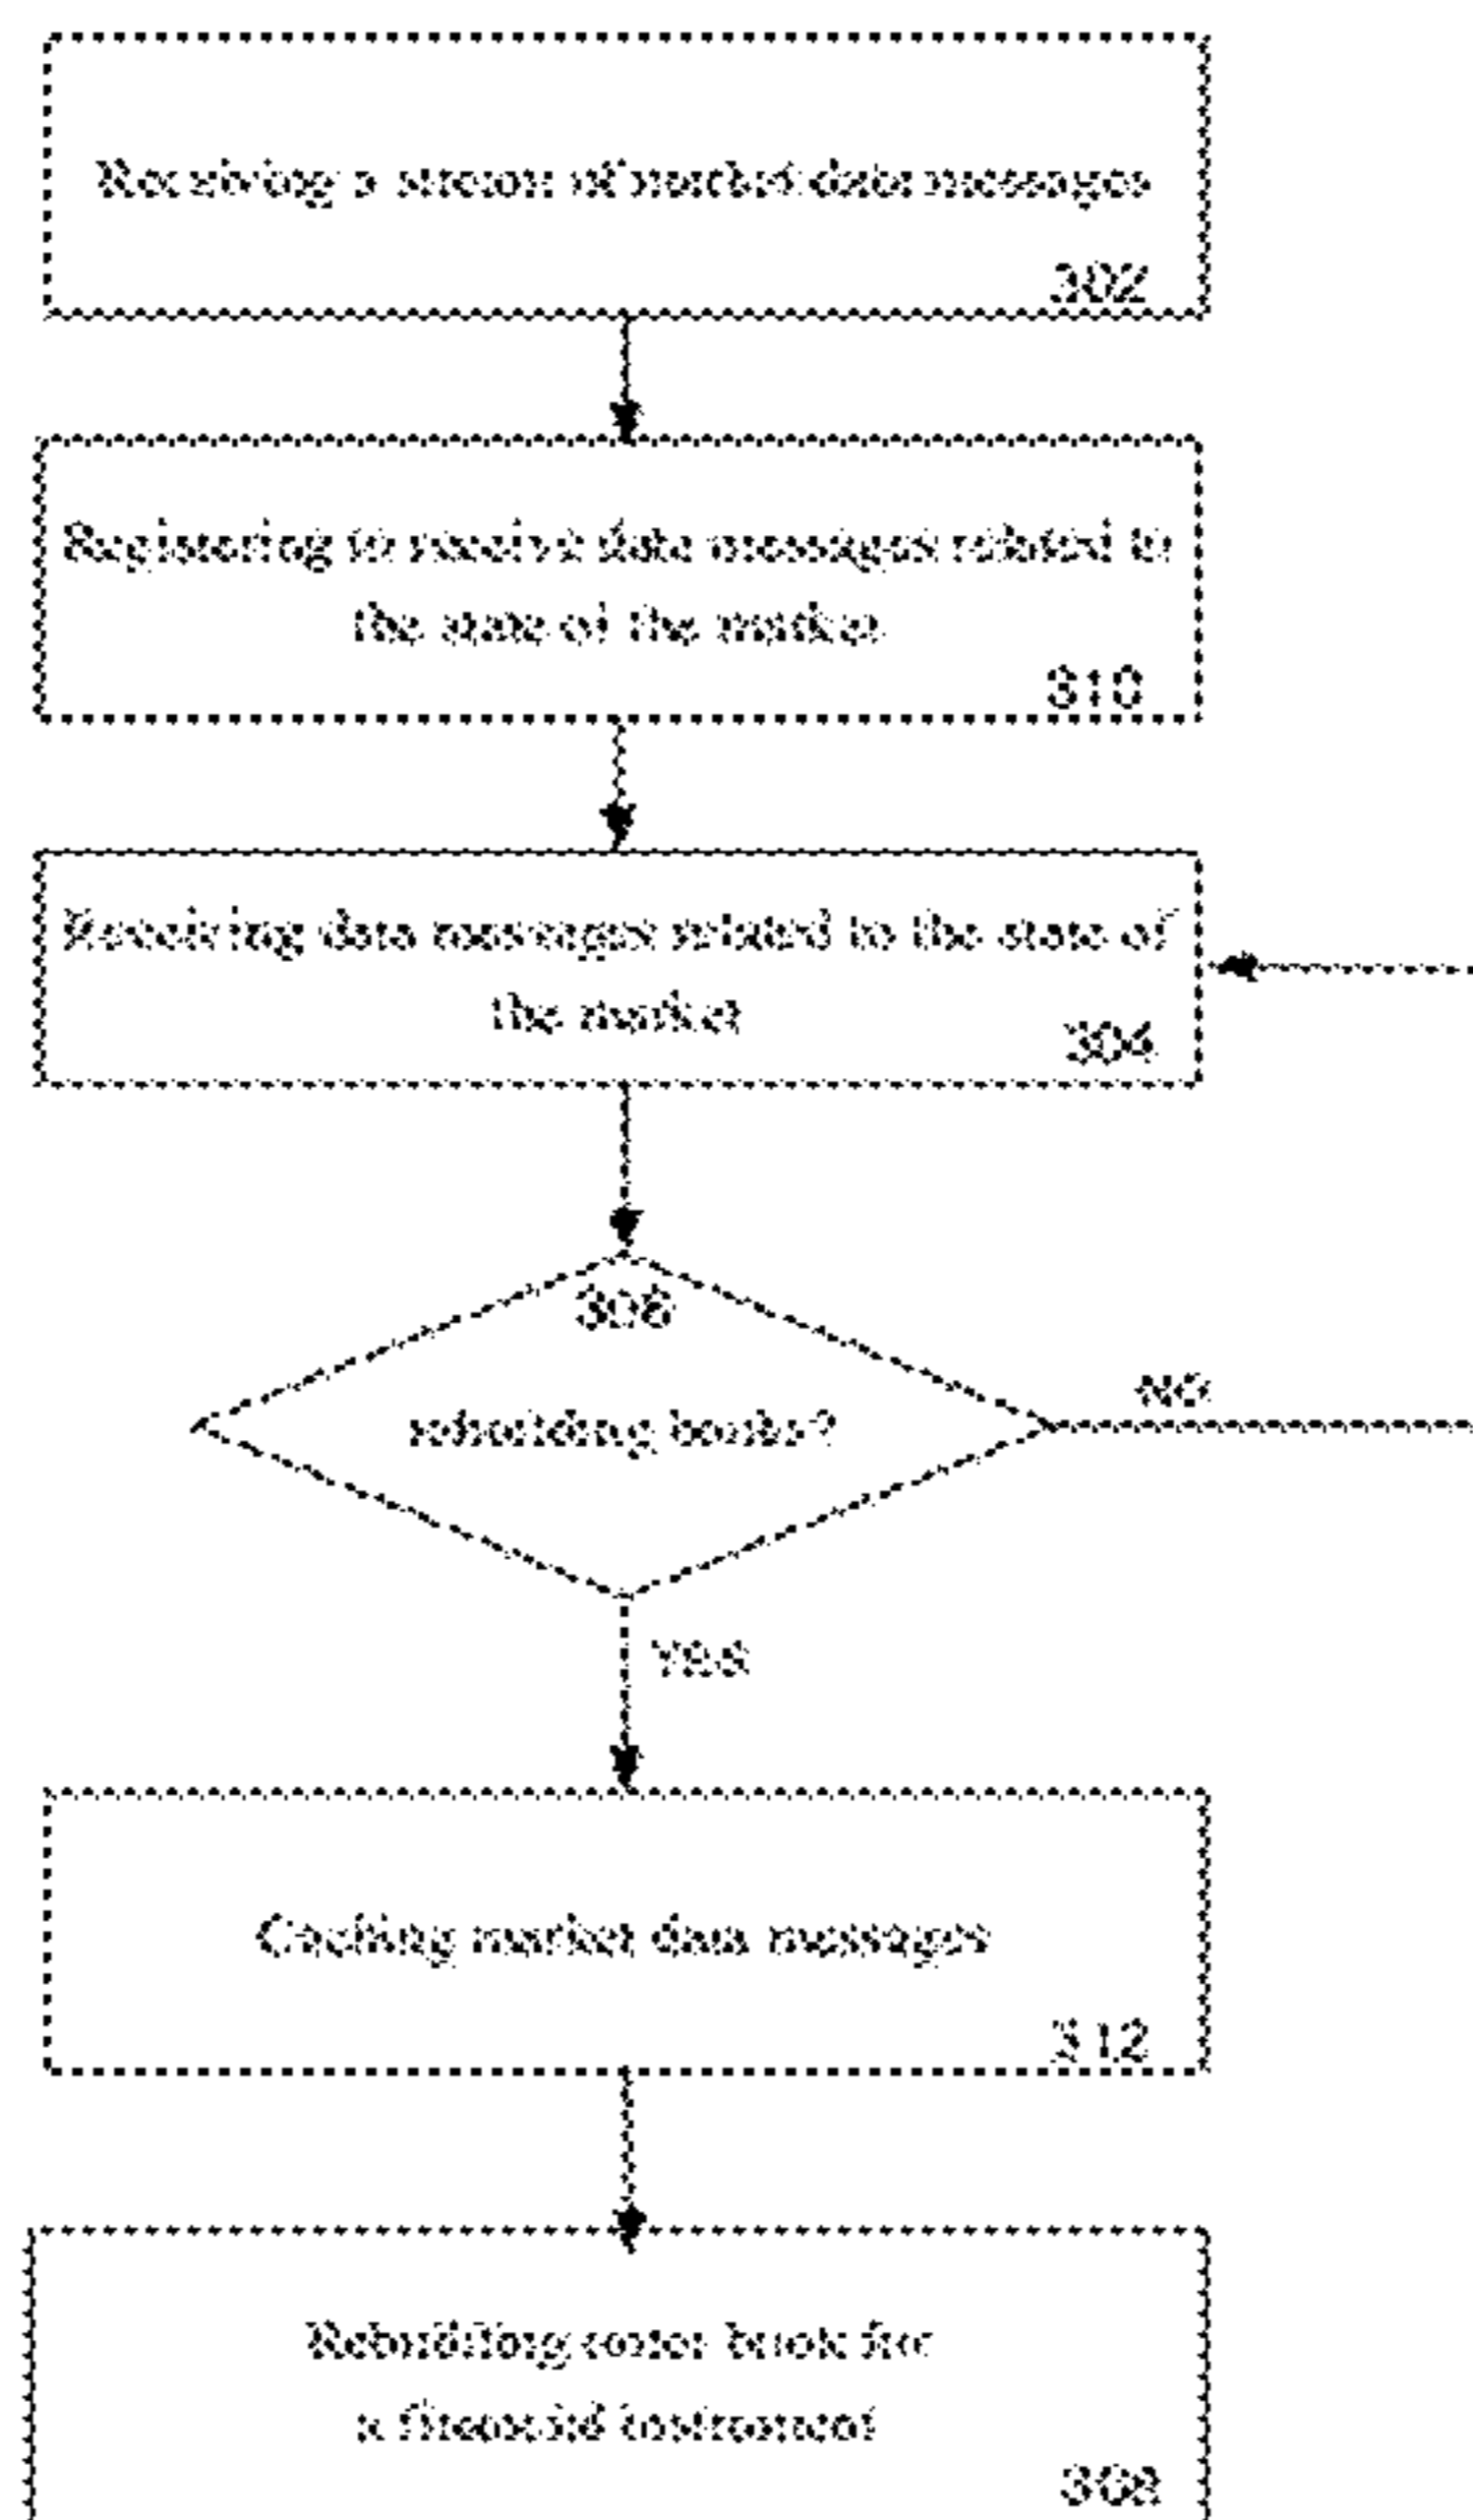 Receiving a stream of market data messages
302
Registering to receive data messages related to
the state of the market
310
Receiving data messages related to the state of
the market
304
306
rebuilding books?
NO
YES
Caching market data messages
312
Rebuilding order book for
a financial instrument
308